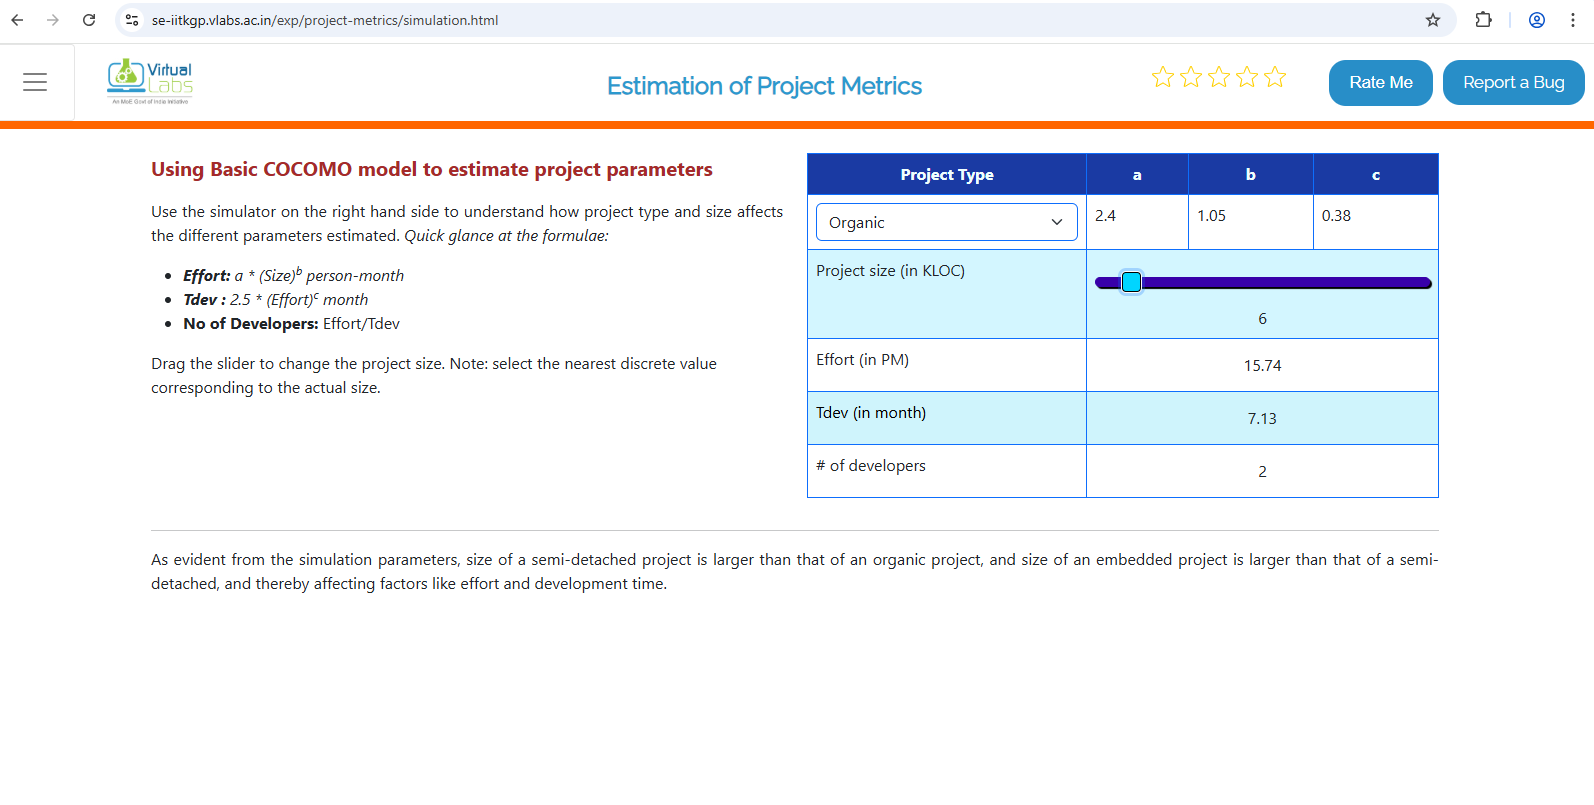 se-iitkgp.vlabs.ac.in/exp/project-metrics/simulation.html
Virtual
Labs
An MoE Govt of India Initiative
Estimation of Project Metrics
Rate Me
Report a Bug
Using Basic COCOMO model to estimate project parameters
Use the simulator on the right hand side to understand how project type and size affects
the different parameters estimated. Quick glance at the formulae:
• Effort: a * (Size)^b person-month
• Tdev : 2.5 * (Effort)^c month
• No of Developers: Effort/Tdev
Drag the slider to change the project size. Note: select the nearest discrete value
corresponding to the actual size.
Project Type a b c
Organic 2.4 1.05 0.38
Project size (in KLOC)
6
Effort (in PM) 15.74
Tdev (in month) 7.13
# of developers 2
As evident from the simulation parameters, size of a semi-detached project is larger than that of an organic project, and size of an embedded project is larger than that of a semi-
detached, and thereby affecting factors like effort and development time.